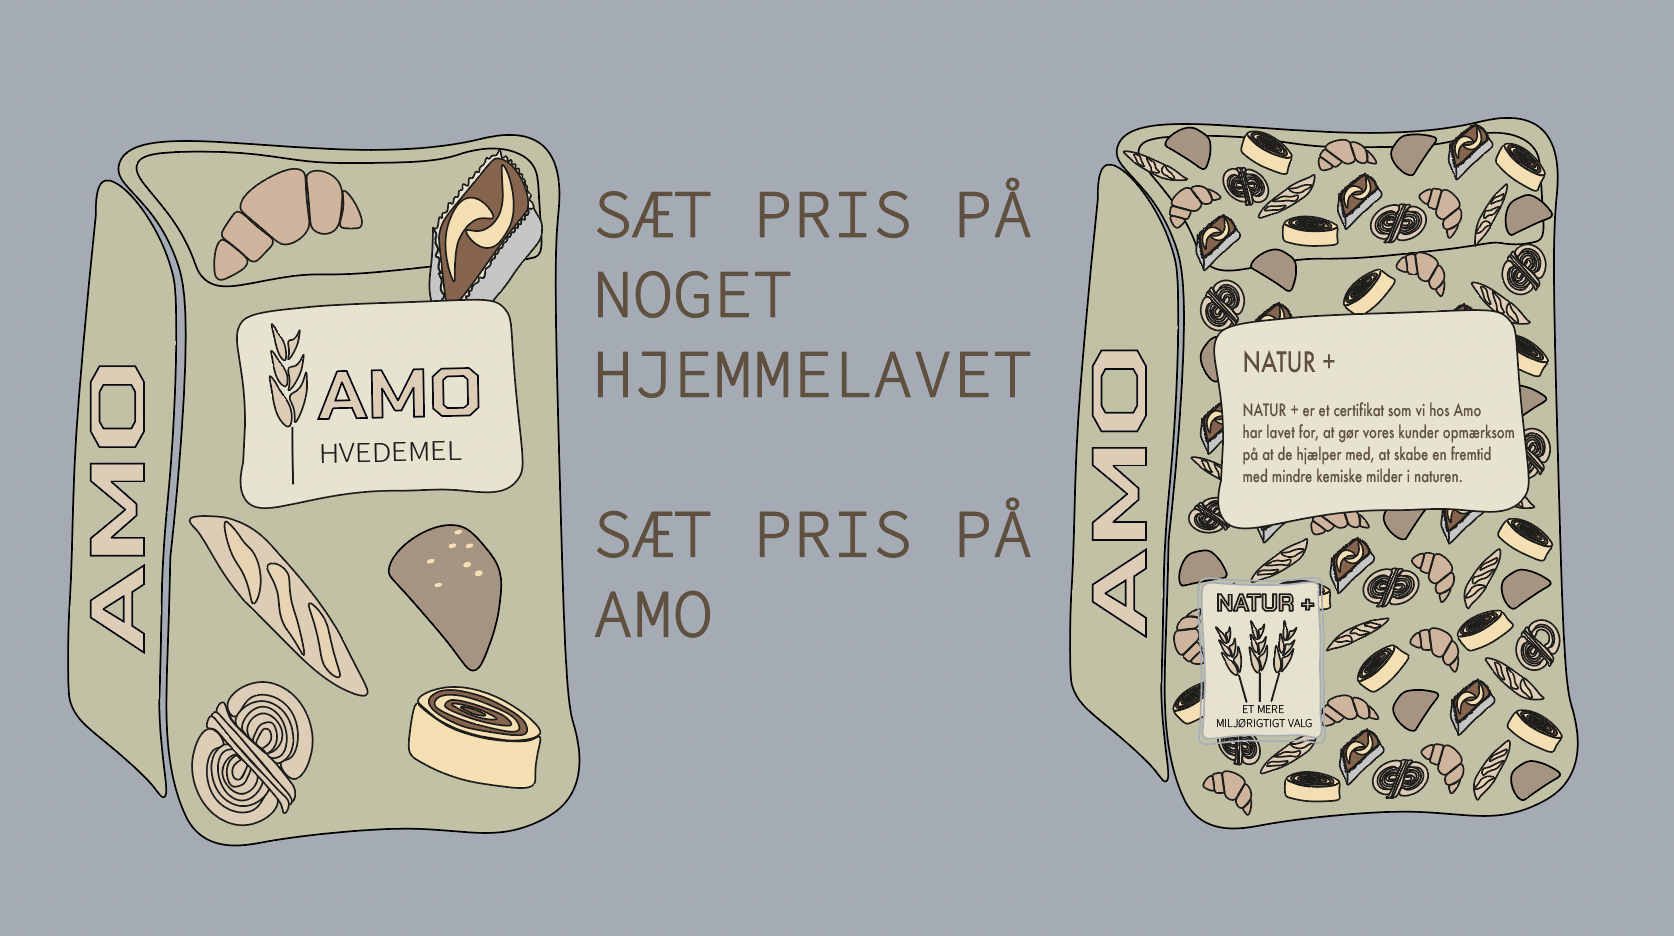 AMO
AMO
HVEDEMEL
SÆT PRIS PÅ
NOGET
HJEMMELAVET
SÆT PRIS PÅ
AMO
AMO
NATUR +
NATUR + er et certifikat som vi hos Amo
har lavet for, at gør vores kunder opmærksom
på at de hjælper med, at skabe en fremtid
med mindre kemiske milder i naturen.
NATUR +
ET MERE
MILJØRIGTIGT VALG